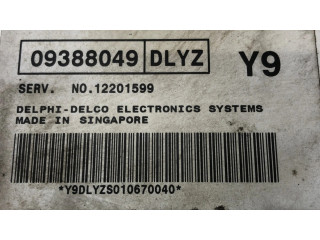 09388049 DLYZ Y9
SERV. NO.12201599
DELPHI-DELCO ELECTRONICS SYSTEMS
MADE IN SINGAPORE
*Y9DLYZS010670040*